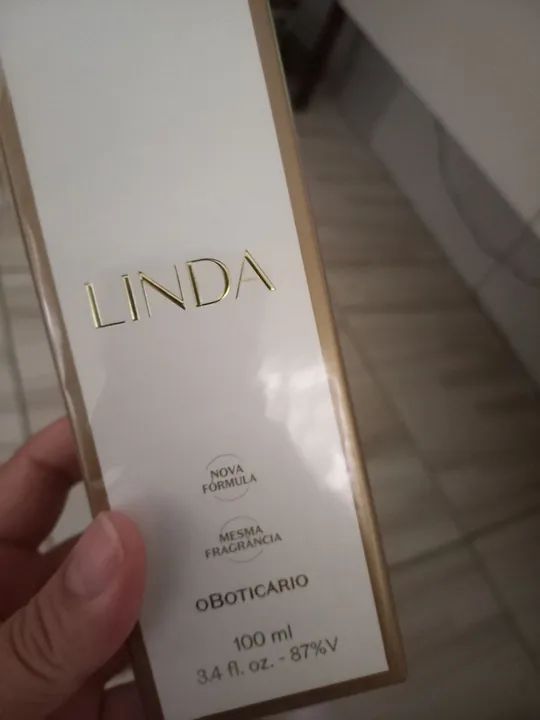 LINDA
NOVA
FÓRMULA
MESMA
FRAGRÂNCIA
oBOTICÁRIO
100 ml
3.4 fl. oz. - 87%V